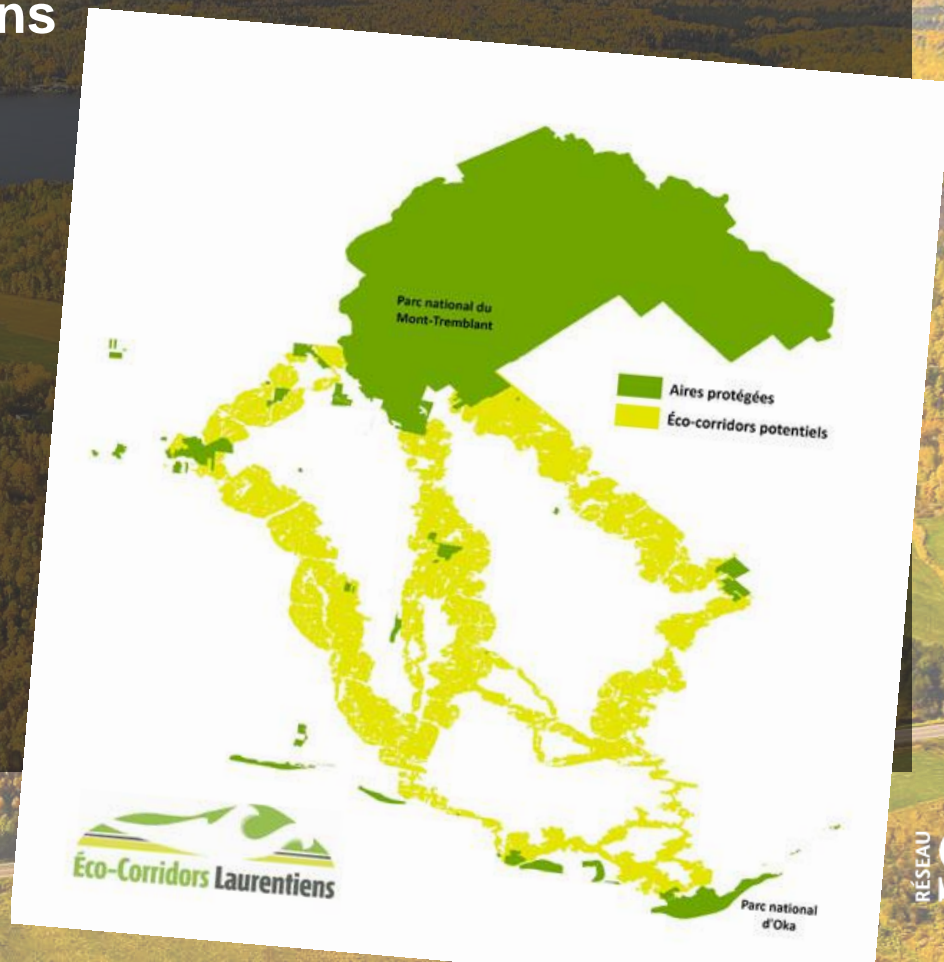 ns
Parc national du
Mont-Tremblant
Aires protégées
Éco-corridors potentiels
Éco-Corridors Laurentiens
Parc national
d'Oka
RÉSEAU